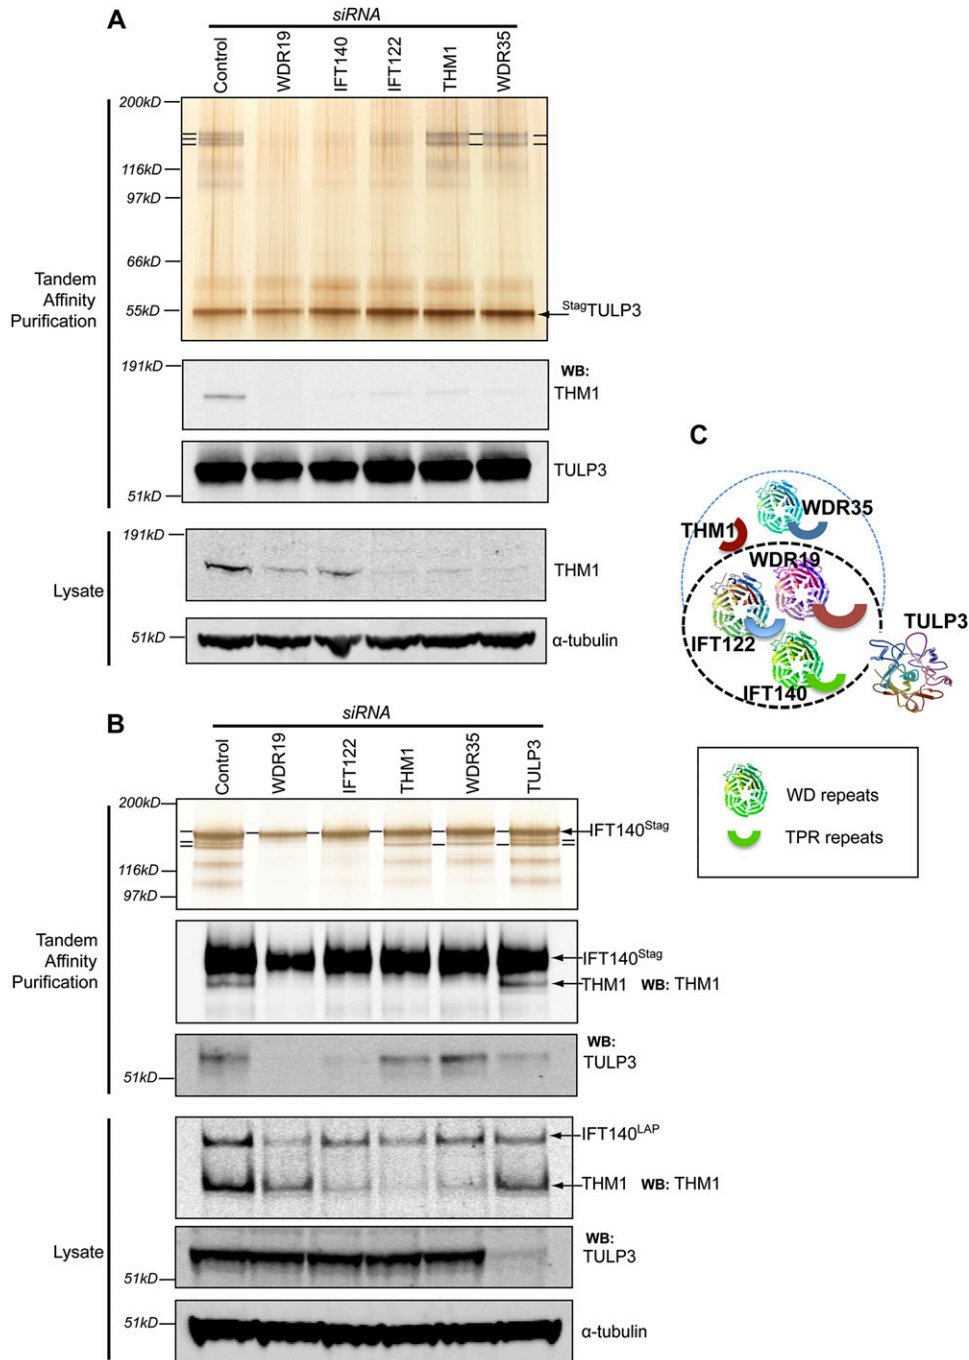 A
siRNA
Control
WDR19
IFT140
IFT122
THM1
WDR35
200kD
116kD
97kD
66kD
55kD
StagTULP3
Tandem
Affinity
Purification
191kD
WB:
THM1
TULP3
51kD
191kD
THM1
Lysate
51kD
α-tubulin
C
WDR35
THM1
WDR19
TULP3
IFT122
IFT140
WD repeats
TPR repeats
B
siRNA
Control
WDR19
IFT122
THM1
WDR35
TULP3
200kD
IFT140Stag
116kD
97kD
Tandem
Affinity
Purification
IFT140Stag
THM1 WB: THM1
WB:
TULP3
51kD
IFT140LAP
THM1 WB: THM1
Lysate
WB:
TULP3
51kD
51kD
α-tubulin